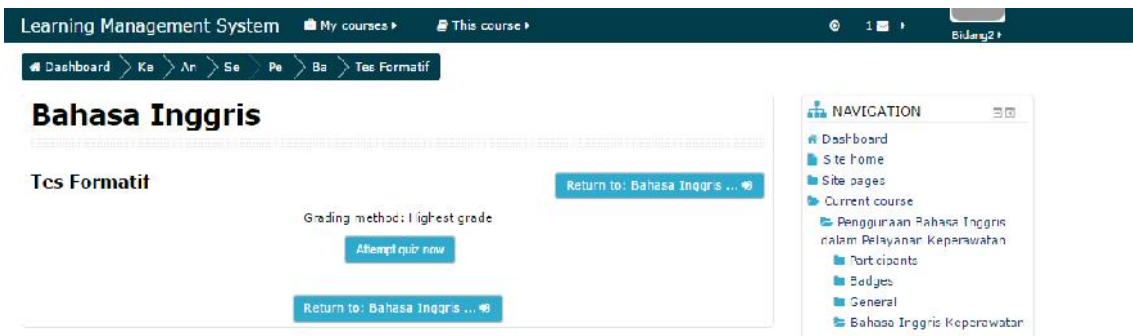 Learning Management System My courses This course 1 Bidang2
Dashboard Ke An Se Pe Ba Tes Formatif
Bahasa Inggris
Tes Formatif
Return to: Bahasa Inggris ...
Grading method: Highest grade
Attempt quiz now
Return to: Bahasa Inggris ...
NAVIGATION
Dashboard
Site home
Site pages
Current course
Penggunaan Bahasa Inggris
dalam Pelayanan Keperawatan
Participants
Badges
General
Bahasa Inggris Keperawatan